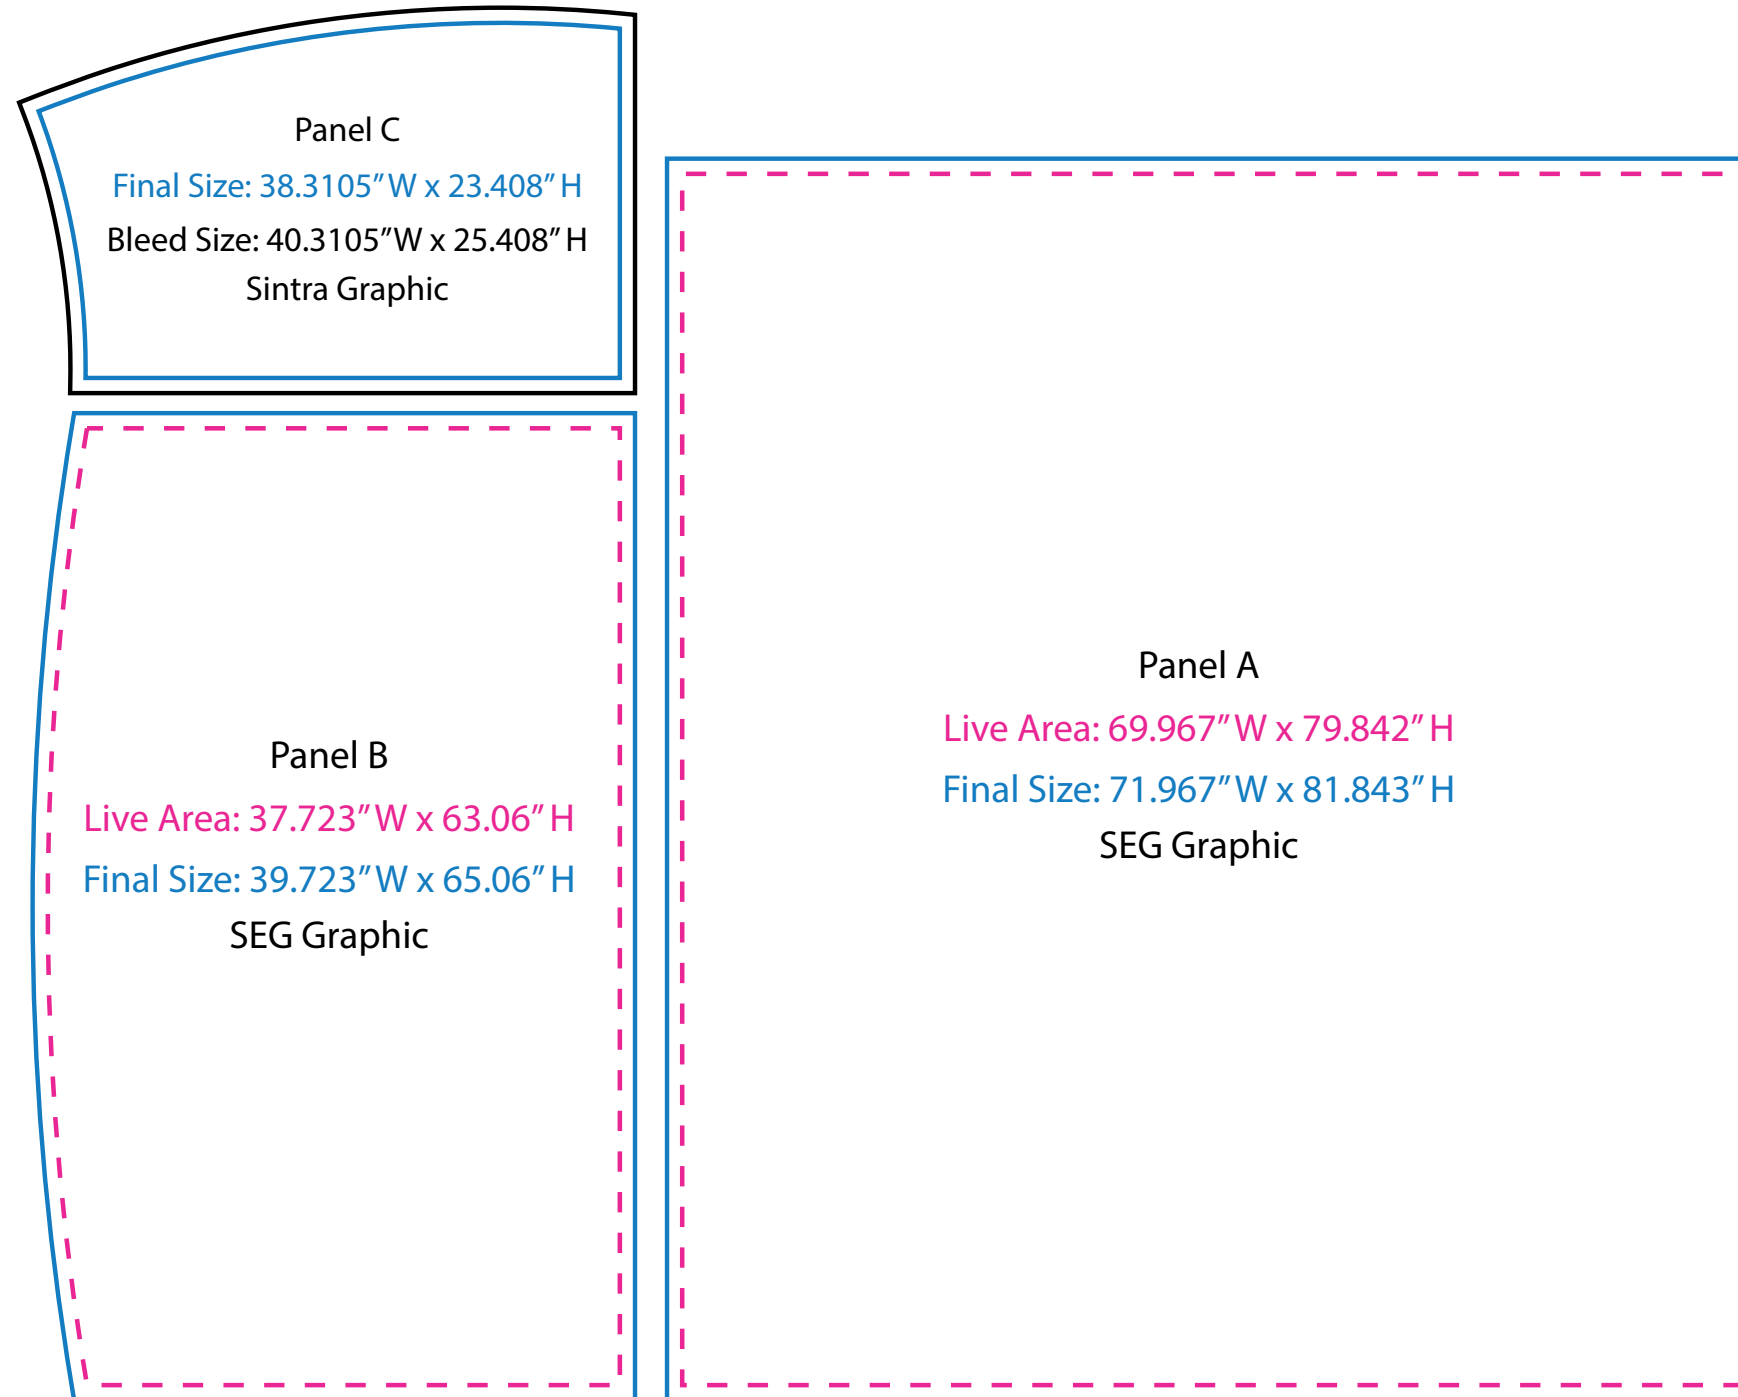 Panel C
Final Size: 38.3105” W x 23.408” H
Bleed Size: 40.3105” W x 25.408” H
Sintra Graphic
Panel B
Live Area: 37.723” W x 63.06” H
Final Size: 39.723” W x 65.06” H
SEG Graphic
Panel A
Live Area: 69.967” W x 79.842” H
Final Size: 71.967” W x 81.843” H
SEG Graphic